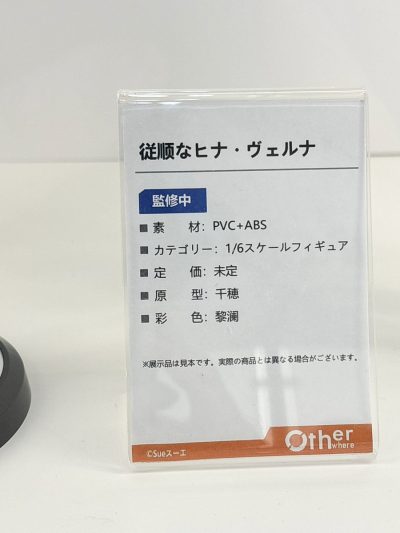 従順なヒナ・ヴェルナ
監修中
■ 素　　材: PVC+ABS
■ カテゴリー: 1/6スケールフィギュア
■ 定　　価: 未定
■ 原　　型: 千穂
■ 彩　　色: 黎瀾
※展示品は見本です。実際の商品とは異なる場合がございます。
©Sueスーエ
Other
where